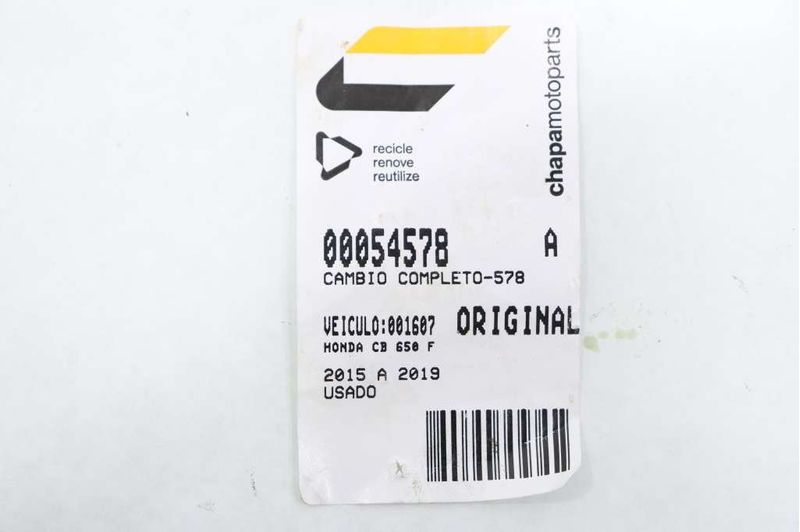 chapamotoparts
recicle
renove
reutilize
00054578 A
CAMBIO COMPLETO-578
VEICULO:001607 ORIGINAL
HONDA CB 650 F
2015 A 2019
USADO